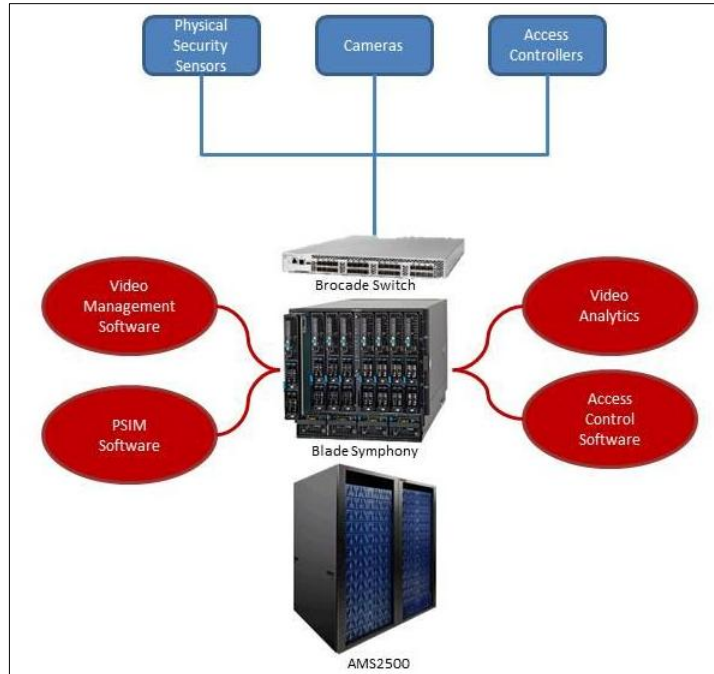 Physical
Security
Sensors
Cameras
Access
Controllers
Brocade Switch
Video
Management
Software
Video
Analytics
PSIM
Software
Access
Control
Software
Blade Symphony
AMS2500